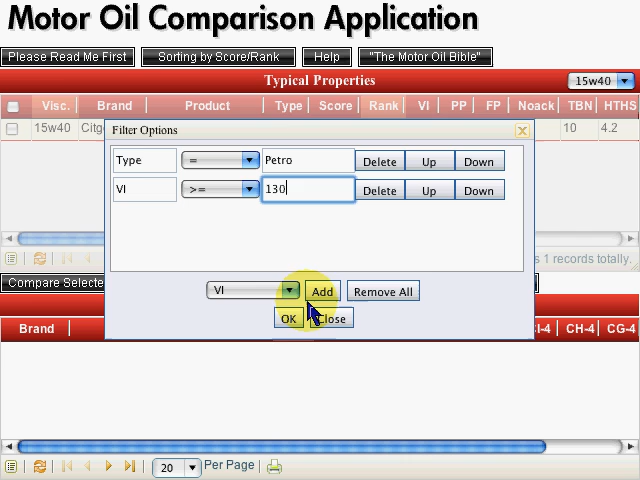 Motor Oil Comparison Application
Please Read Me First Sorting by Score/Rank Help "The Motor Oil Bible"
Typical Properties 15w40
Visc. Brand Product Type Score Rank VI PP FP Noack TBN HTHS
15w40 Citgo 10 4.2
Filter Options
Type = Petro Delete Up Down
VI >= 130 Delete Up Down
s 1 records totally.
VI Add Remove All
Compare Selecte
OK Close
Brand CI-4 CH-4 CG-4
20 Per Page